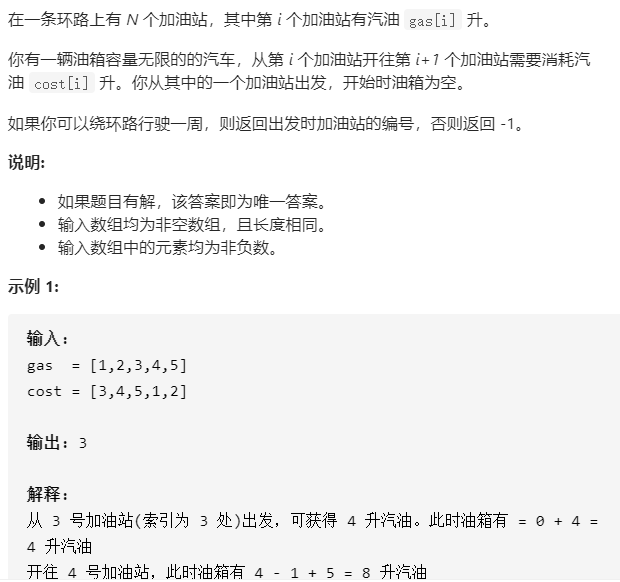 在一条环路上有 N 个加油站，其中第 i 个加油站有汽油 gas[i] 升。
你有一辆油箱容量无限的的汽车，从第 i 个加油站开往第 i+1 个加油站需要消耗汽
油 cost[i] 升。你从其中的一个加油站出发，开始时油箱为空。
如果你可以绕环路行驶一周，则返回出发时加油站的编号，否则返回 -1。
说明:
如果题目有解，该答案即为唯一答案。
输入数组均为非空数组，且长度相同。
输入数组中的元素均为非负数。
示例 1:
输入:
gas  = [1,2,3,4,5]
cost = [3,4,5,1,2]
输出: 3
解释:
从 3 号加油站(索引为 3 处)出发，可获得 4 升汽油。此时油箱有 = 0 + 4 =
4 升汽油
开往 4 号加油站，此时油箱有 4 - 1 + 5 = 8 升汽油